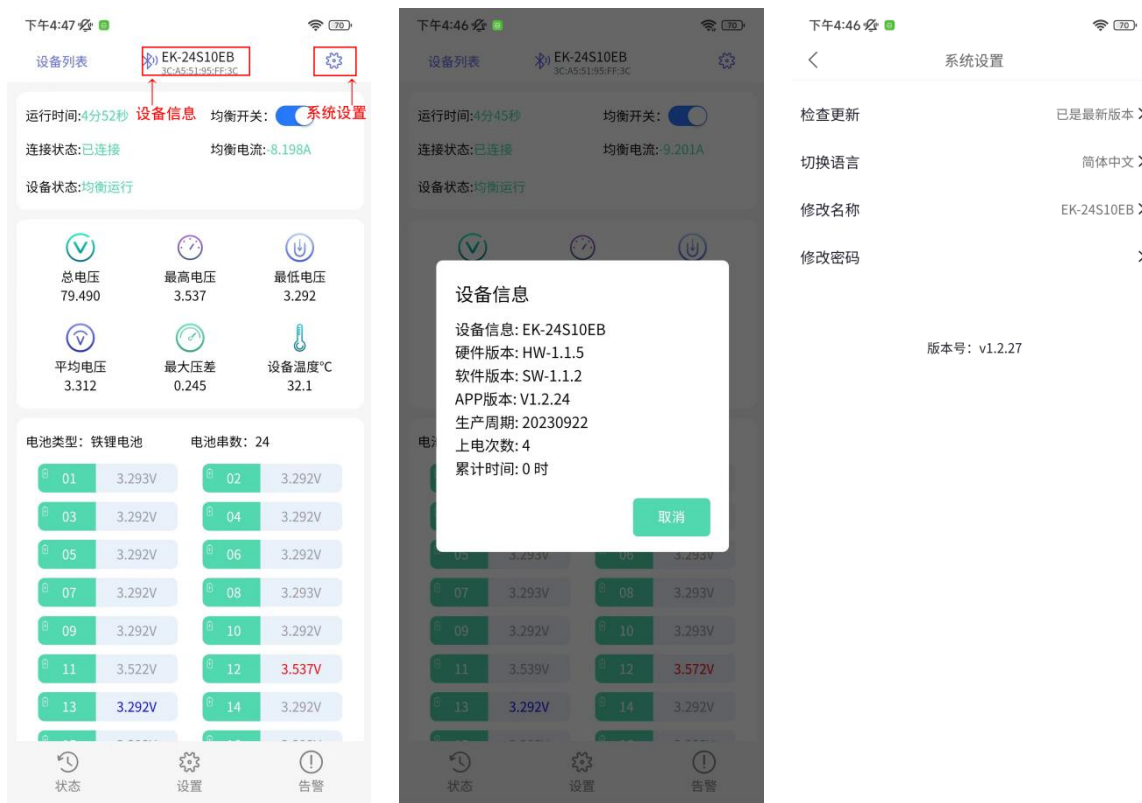 下午4:47 70
设备列表 EK-24S10EB
3C:A5:51:95:FF:3C
设备信息 系统设置
运行时间:4分52秒 均衡开关：
连接状态:已连接 均衡电流:-8.198A
设备状态:均衡运行
总电压 最高电压 最低电压
79.490 3.537 3.292
平均电压 最大压差 设备温度℃
3.312 0.245 32.1
电池类型：铁锂电池 电池串数：24
01 3.293V 02 3.292V
03 3.292V 04 3.292V
05 3.292V 06 3.292V
07 3.292V 08 3.293V
09 3.292V 10 3.292V
11 3.522V 12 3.537V
13 3.292V 14 3.292V
状态 设置 告警
下午4:46 70
设备列表 EK-24S10EB
3C:A5:51:95:FF:3C
运行时间:4分45秒 均衡开关：
连接状态:已连接 均衡电流:-9.201A
设备状态:均衡运行
设备信息
设备信息: EK-24S10EB
硬件版本: HW-1.1.5
软件版本: SW-1.1.2
APP版本: V1.2.24
生产周期: 20230922
上电次数: 4
累计时间: 0 时
取消
05 3.293V 06 3.293V
07 3.293V 08 3.293V
09 3.292V 10 3.293V
11 3.539V 12 3.572V
13 3.292V 14 3.292V
状态 设置 告警
下午4:46 70
系统设置
检查更新 已是最新版本
切换语言 简体中文
修改名称 EK-24S10EB
修改密码
版本号：v1.2.27